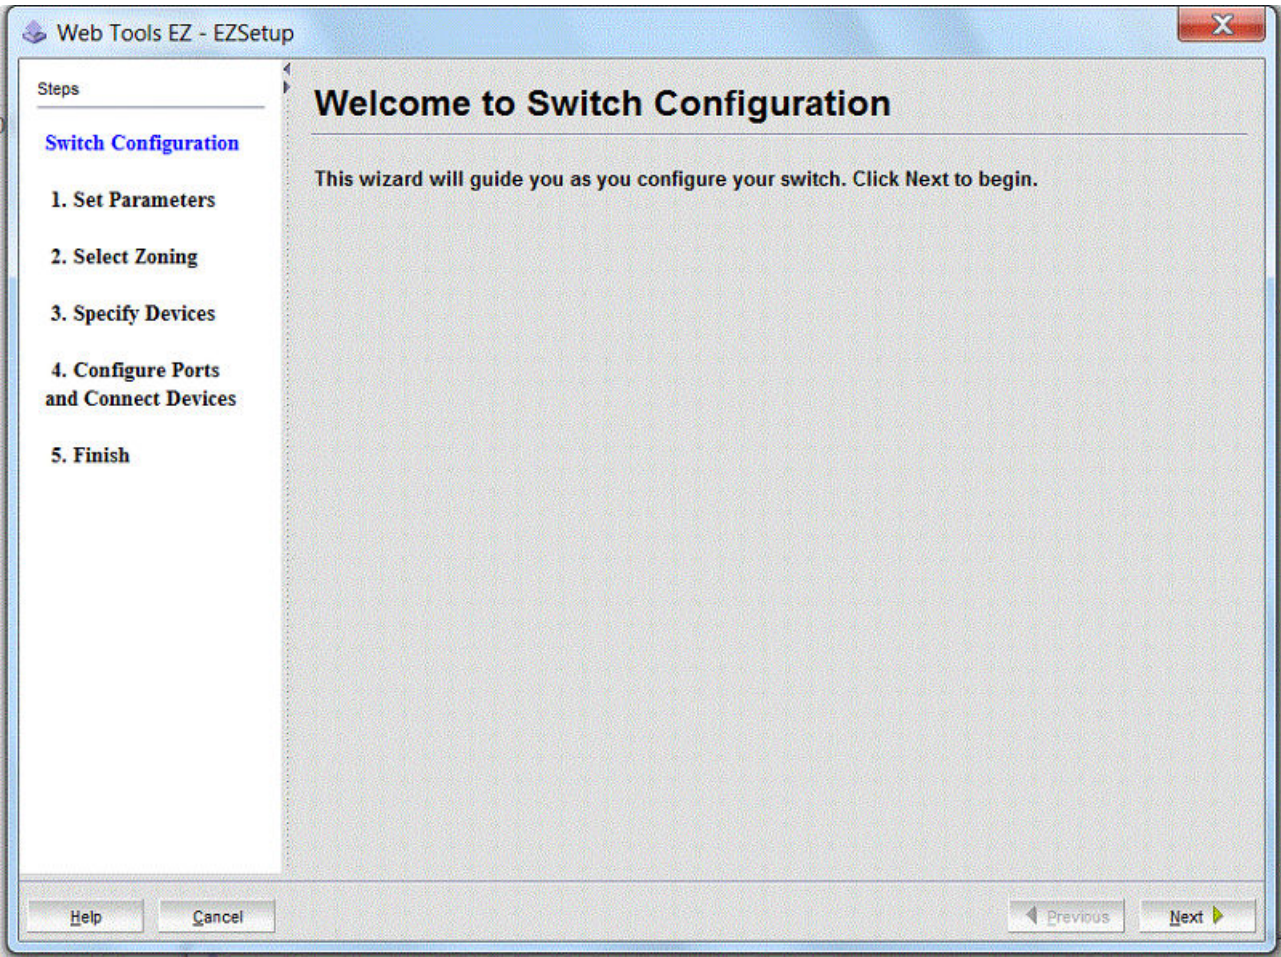 Web Tools EZ - EZSetup
Steps
Switch Configuration
1. Set Parameters
2. Select Zoning
3. Specify Devices
4. Configure Ports
and Connect Devices
5. Finish
Welcome to Switch Configuration
This wizard will guide you as you configure your switch. Click Next to begin.
Help
Cancel
Previous
Next